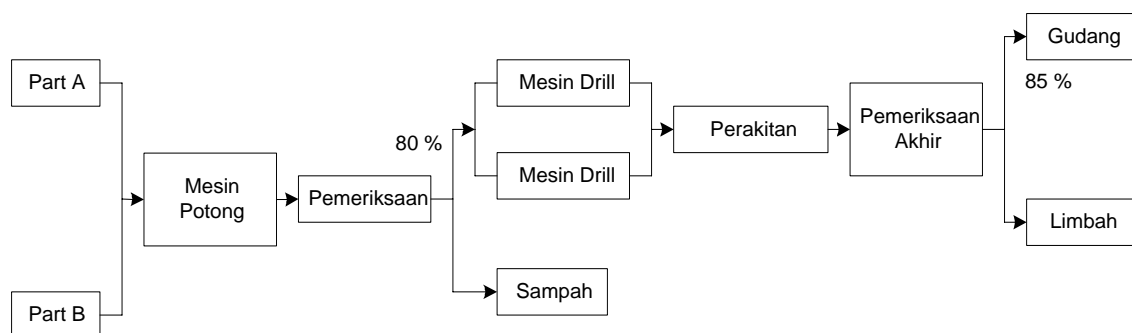 Part A
Part B
Mesin
Potong
Pemeriksaan
80 %
Mesin Drill
Mesin Drill
Sampah
Perakitan
Pemeriksaan
Akhir
Gudang
85 %
Limbah